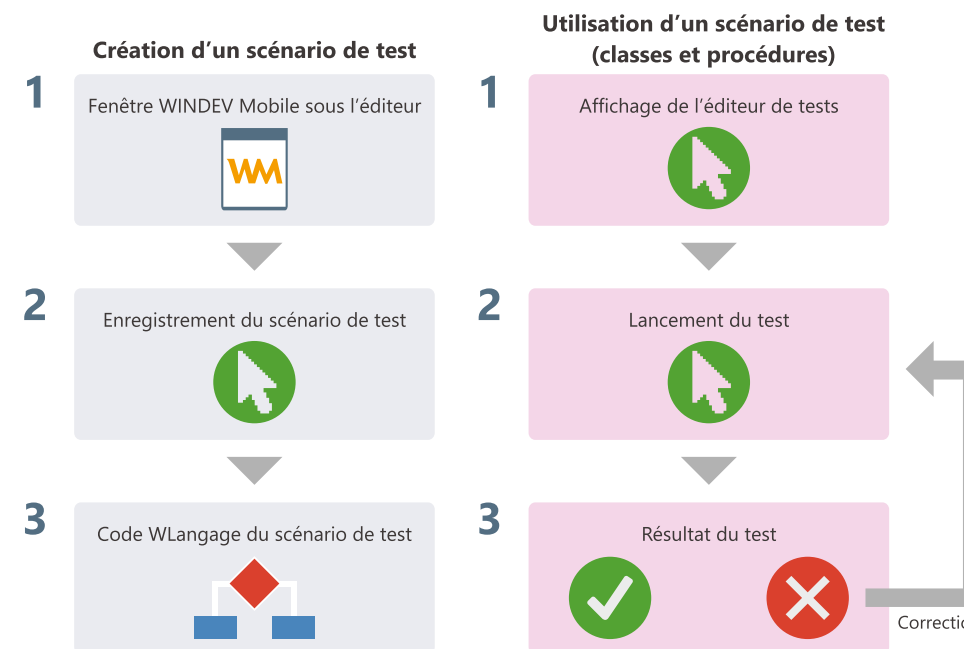 Création d’un scénario de test
1
Fenêtre WINDEV Mobile sous l’éditeur
WM
2
Enregistrement du scénario de test
3
Code WLangage du scénario de test
Utilisation d’un scénario de test
(classes et procédures)
1
Affichage de l’éditeur de tests
2
Lancement du test
3
Résultat du test